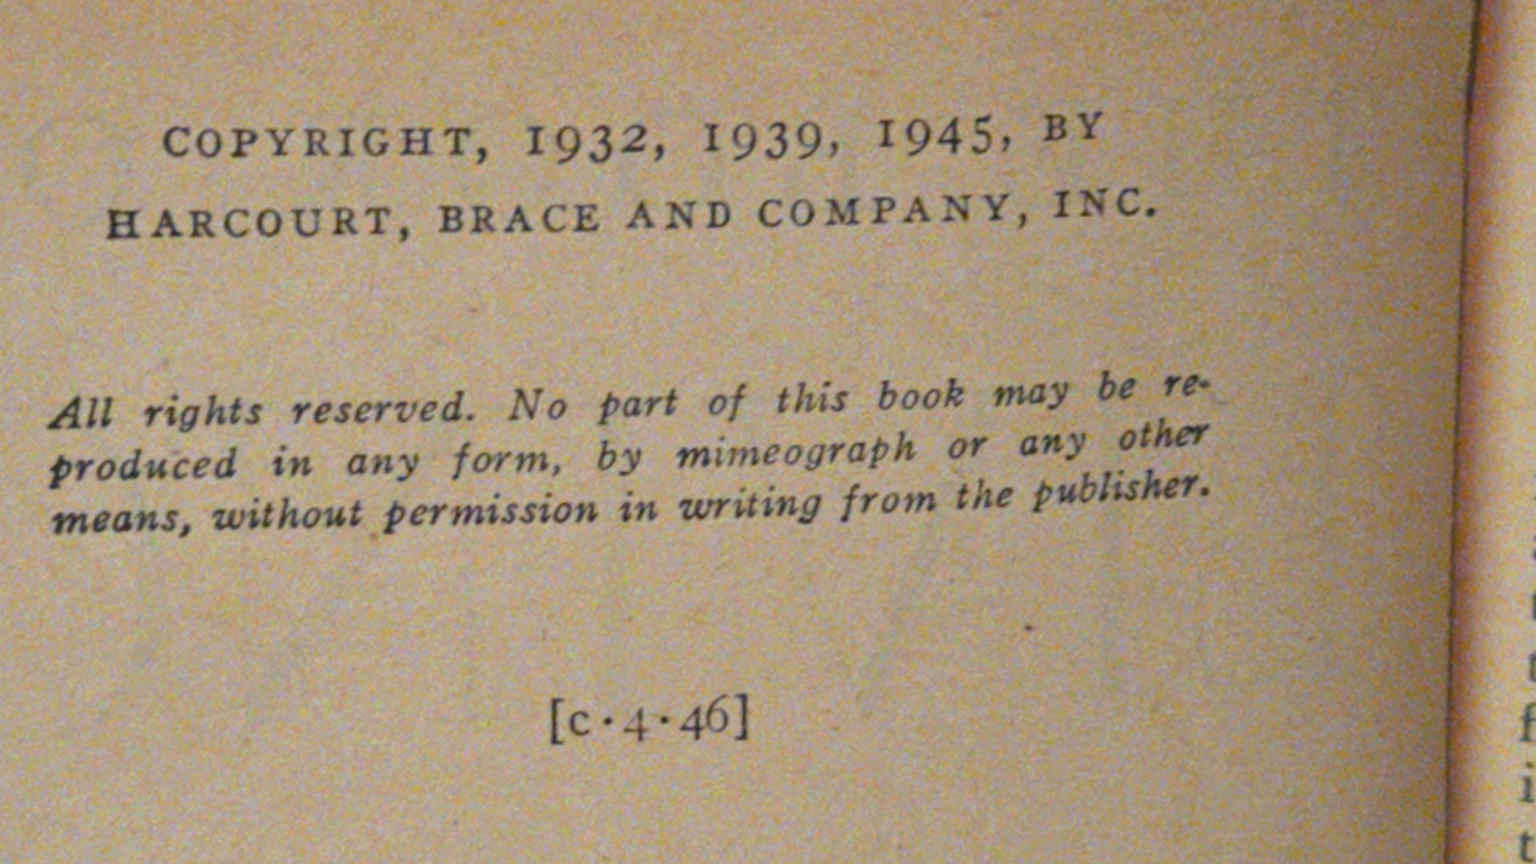 COPYRIGHT, 1932, 1939, 1945, BY
HARCOURT, BRACE AND COMPANY, INC.
All rights reserved. No part of this book may be re-
produced in any form, by mimeograph or any other
means, without permission in writing from the publisher.
[c·4·46]